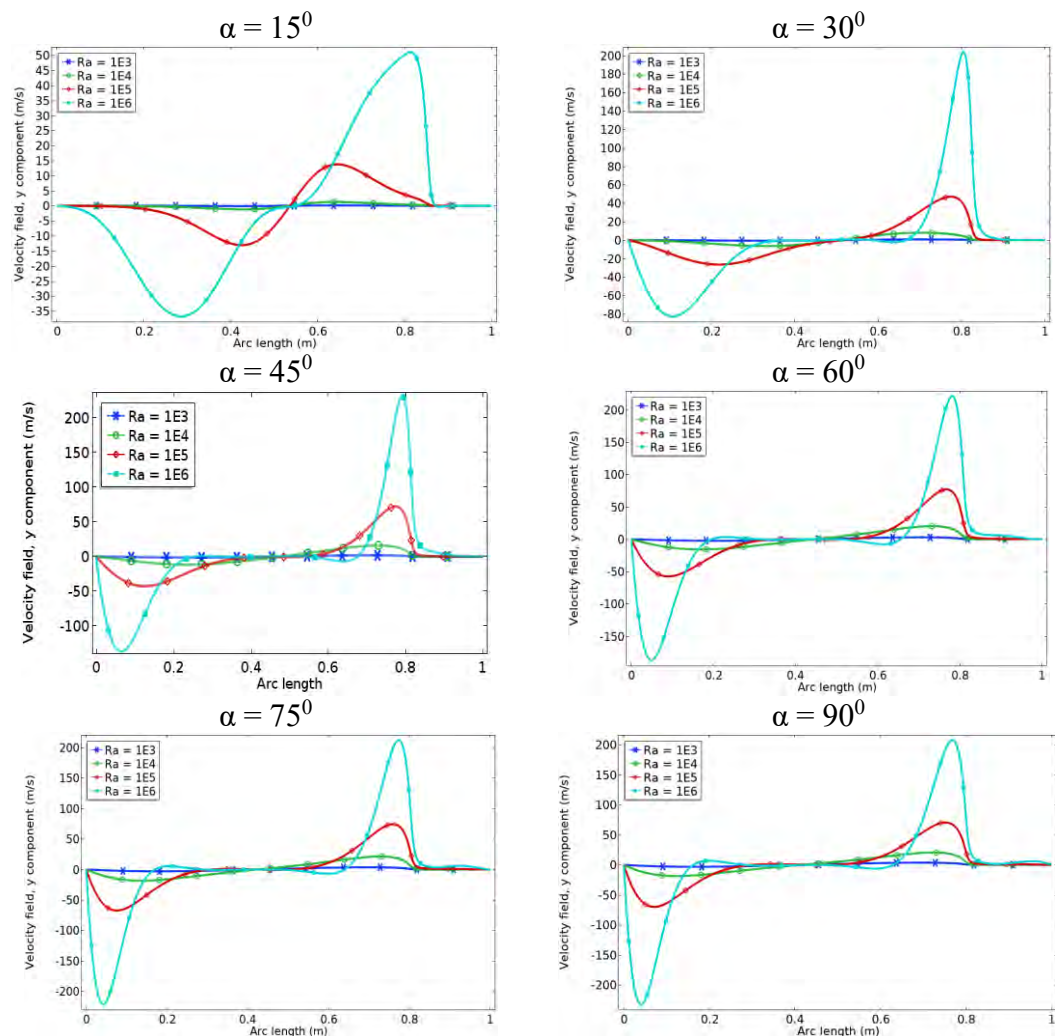 α = 15⁰
α = 30⁰
Velocity field, y component (m/s)
50
45
40
35
30
25
20
15
10
5
0
-5
-10
-15
-20
-25
-30
-35
Ra = 1E3
Ra = 1E4
Ra = 1E5
Ra = 1E6
0 0.2 0.4 0.6 0.8 1
Arc length (m)
Velocity field, y component (m/s)
200
180
160
140
120
100
80
60
40
20
0
-20
-40
-60
-80
Ra = 1E3
Ra = 1E4
Ra = 1E5
Ra = 1E6
0 0.2 0.4 0.6 0.8 1
Arc length (m)
α = 45⁰
α = 60⁰
Velocity field, y component (m/s)
200
150
100
50
0
-50
-100
Ra = 1E3
Ra = 1E4
Ra = 1E5
Ra = 1E6
0 0.2 0.4 0.6 0.8 1
Arc length
Velocity field, y component (m/s)
200
150
100
50
0
-50
-100
-150
Ra = 1E3
Ra = 1E4
Ra = 1E5
Ra = 1E6
0 0.2 0.4 0.6 0.8 1
Arc length (m)
α = 75⁰
α = 90⁰
Velocity field, y component (m/s)
200
150
100
50
0
-50
-100
-150
-200
Ra = 1E3
Ra = 1E4
Ra = 1E5
Ra = 1E6
0 0.2 0.4 0.6 0.8 1
Arc length (m)
Velocity field, y component (m/s)
200
150
100
50
0
-50
-100
-150
-200
Ra = 1E3
Ra = 1E4
Ra = 1E5
Ra = 1E6
0 0.2 0.4 0.6 0.8 1
Arc length (m)